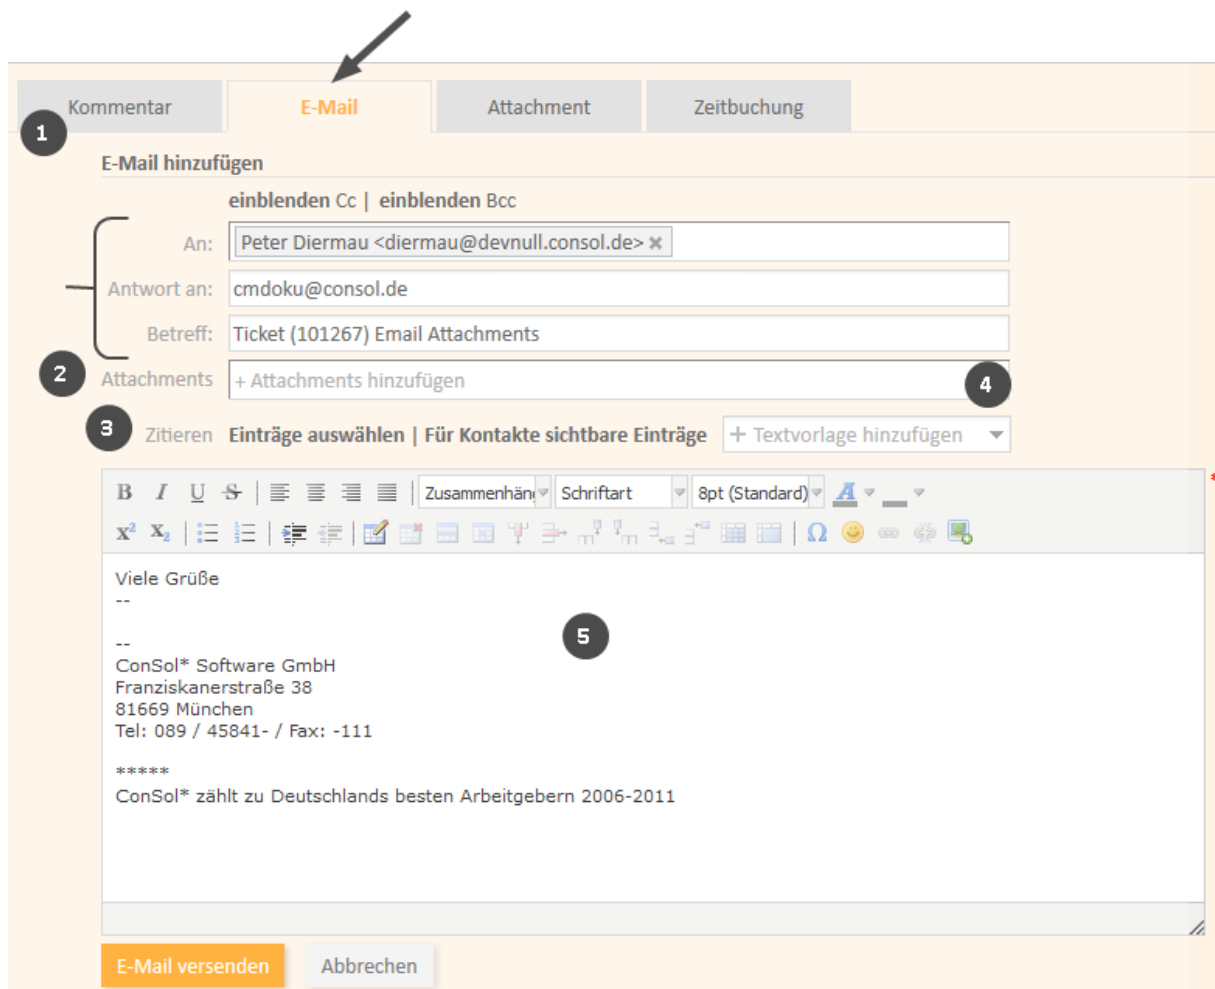 Kommentar E-Mail Attachment Zeitbuchung
1
E-Mail hinzufügen
einblenden Cc | einblenden Bcc
An: Peter Diermau <diermau@devnull.consol.de> ×
Antwort an: cmdoku@consol.de
Betreff: Ticket (101267) Email Attachments
2 Attachments + Attachments hinzufügen 4
3 Zitieren Einträge auswählen | Für Kontakte sichtbare Einträge + Textvorlage hinzufügen
*
B I U S Zusammenhäng Schriftart 8pt (Standard) A
x² X₂ Ω
Viele Grüße
--
5
--
ConSol* Software GmbH
Franziskanerstraße 38
81669 München
Tel: 089 / 45841- / Fax: -111
*****
ConSol* zählt zu Deutschlands besten Arbeitgebern 2006-2011
E-Mail versenden Abbrechen